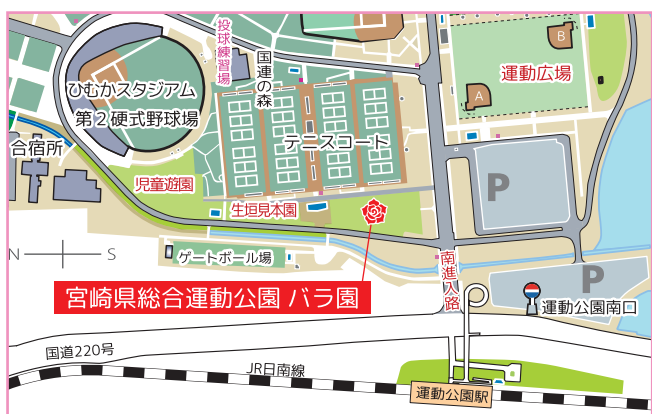 投球練習場
国連の森
ひむかスタジアム
第2硬式野球場
テニスコート
運動広場
A
B
合宿所
児童遊園
生垣見本園
P
N
S
ゲートボール場
南進入路
P
宮崎県総合運動公園 バラ園
運動公園南口
国道220号
JR日南線
運動公園駅